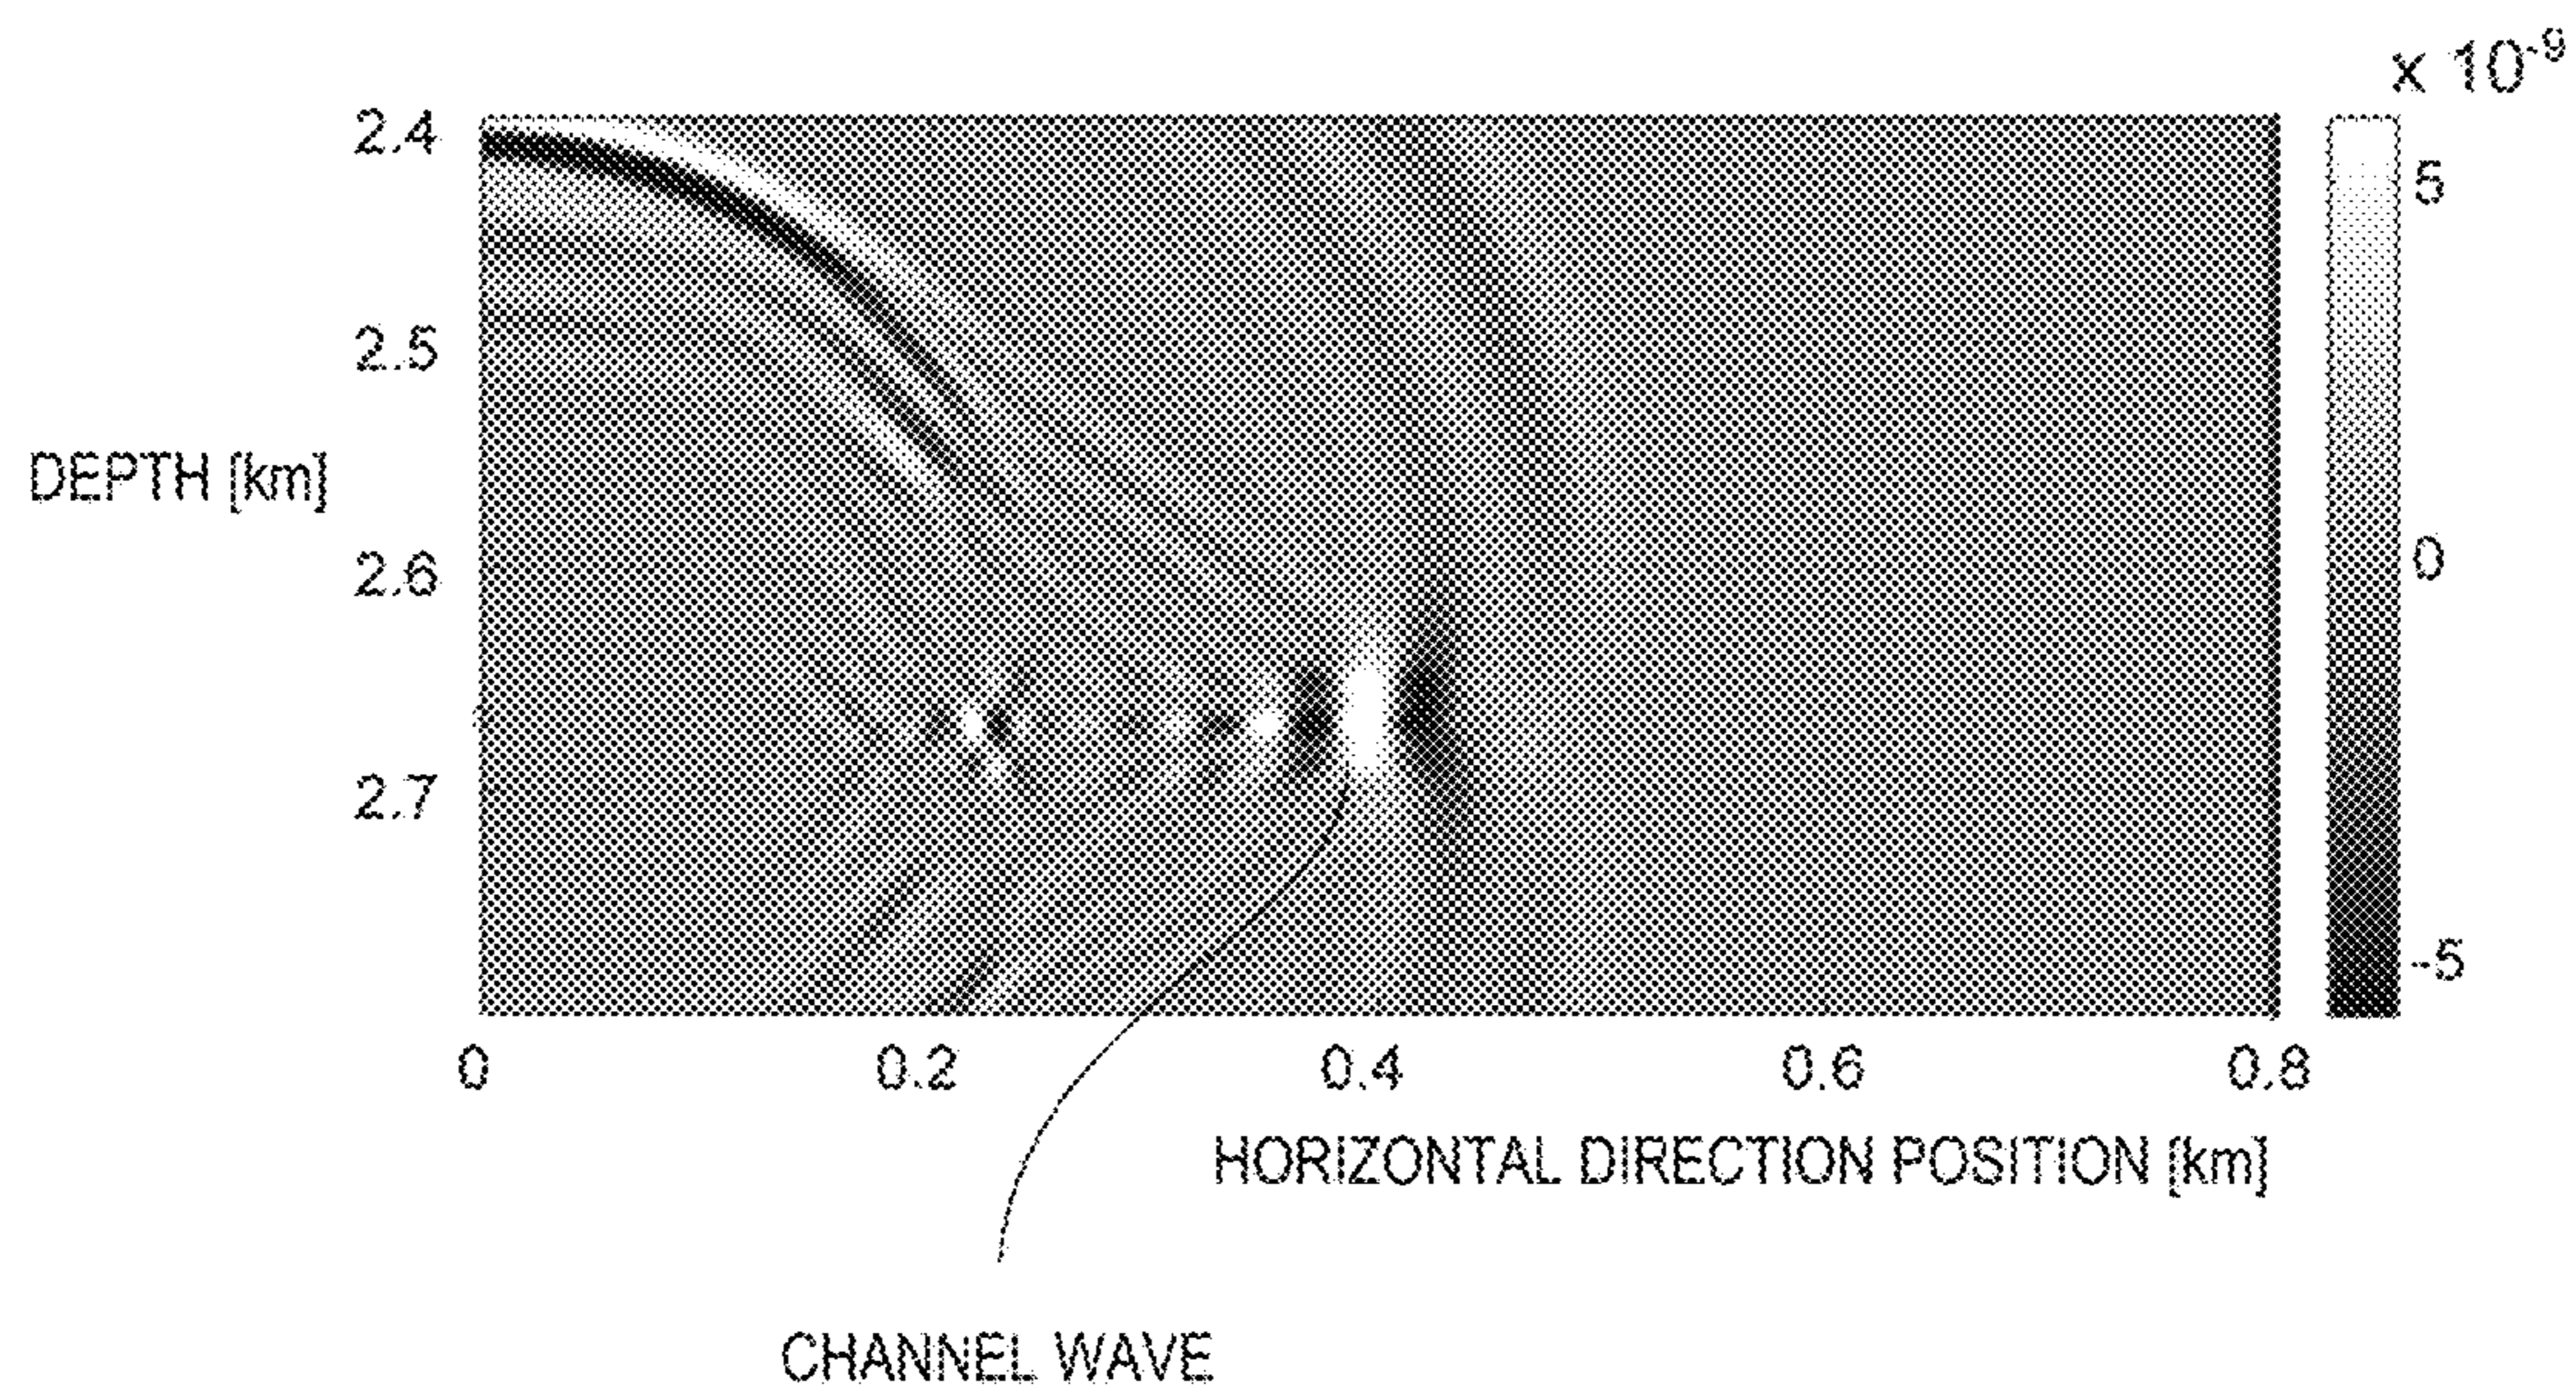 x 10-9
2.4
5
2.5
DEPTH [km]
0
2.6
2.7
-5
0 0.2 0.4 0.6 0.8
HORIZONTAL DIRECTION POSITION [km]
CHANNEL WAVE